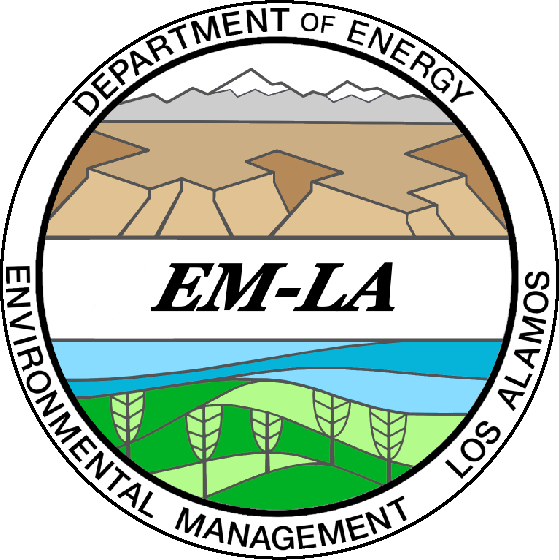 DEPARTMENT OF ENERGY
EM-LA
ENVIRONMENTAL MANAGEMENT LOS ALAMOS